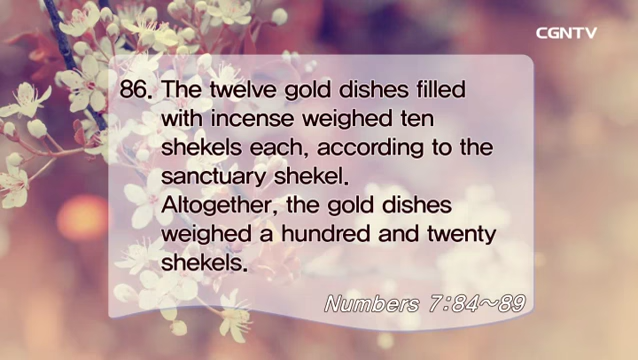 CGNTV
86. The twelve gold dishes filled
with incense weighed ten
shekels each, according to the
sanctuary shekel.
Altogether, the gold dishes
weighed a hundred and twenty
shekels.
Numbers 7:84~89